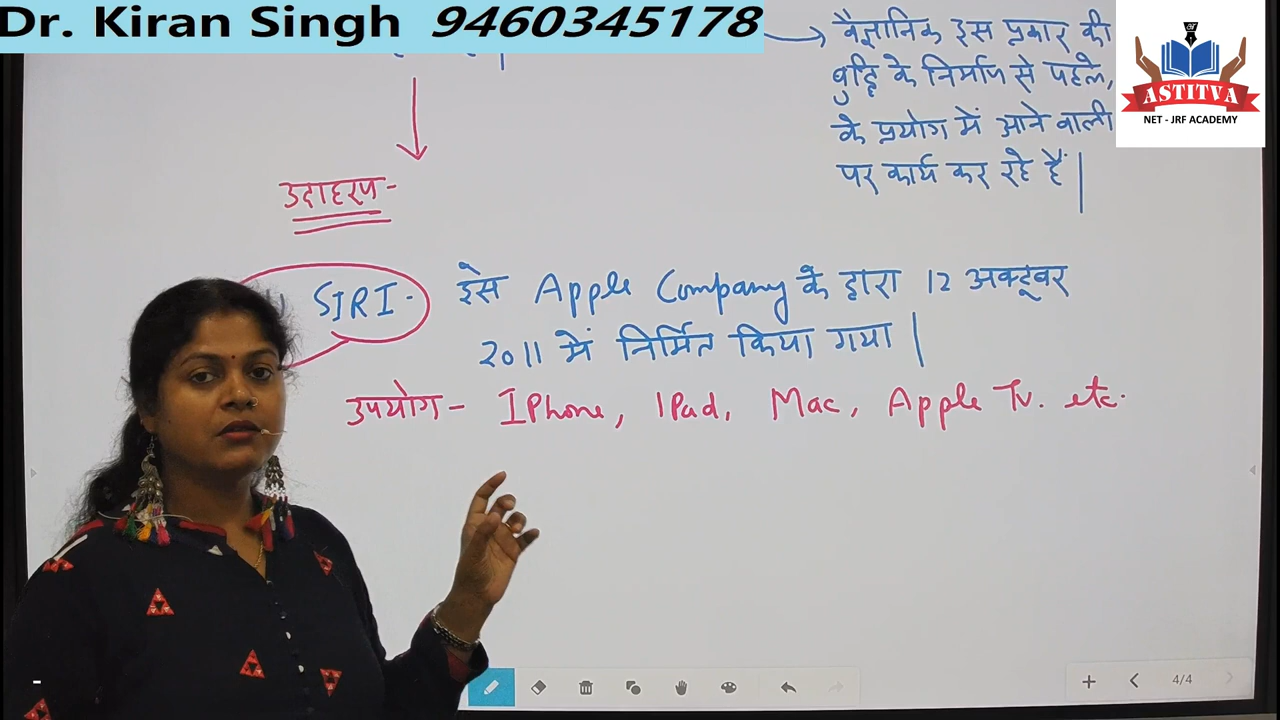 Dr. Kiran Singh 9460345178
वैज्ञानिक इस प्रकार की
बुद्धि के निर्माण से पहले,
के प्रयोग में आने वाली
पर कार्य कर रहे हैं|
ASTITVA
NET - JRF ACADEMY
उदाहरण-
SIRI- इसे Apple Company के द्वारा 12 अक्टूबर
2011 में निर्मित किया गया |
उपयोग- IPhone, IPad, Mac, Apple Tv. etc.
4/4